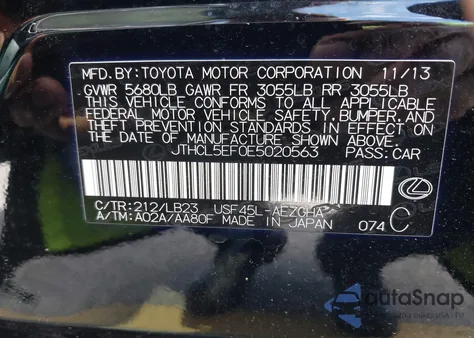 MFD. BY: TOYOTA MOTOR CORPORATION 11/13
GVWR 5680LB GAWR FR 3055LB RR 3055LB
THIS VEHICLE CONFORMS TO ALL APPLICABLE
FEDERAL MOTOR VEHICLE SAFETY, BUMPER, AND
THEFT PREVENTION STANDARDS IN EFFECT ON
THE DATE OF MANUFACTURE SHOWN ABOVE.
JTHCL5EF0E5020563 PASS. CAR
C/TR: 212/LB23 USF45L-AEZGHA
A/TM: A02A/AA80F MADE IN JAPAN 074 C
autoSnap